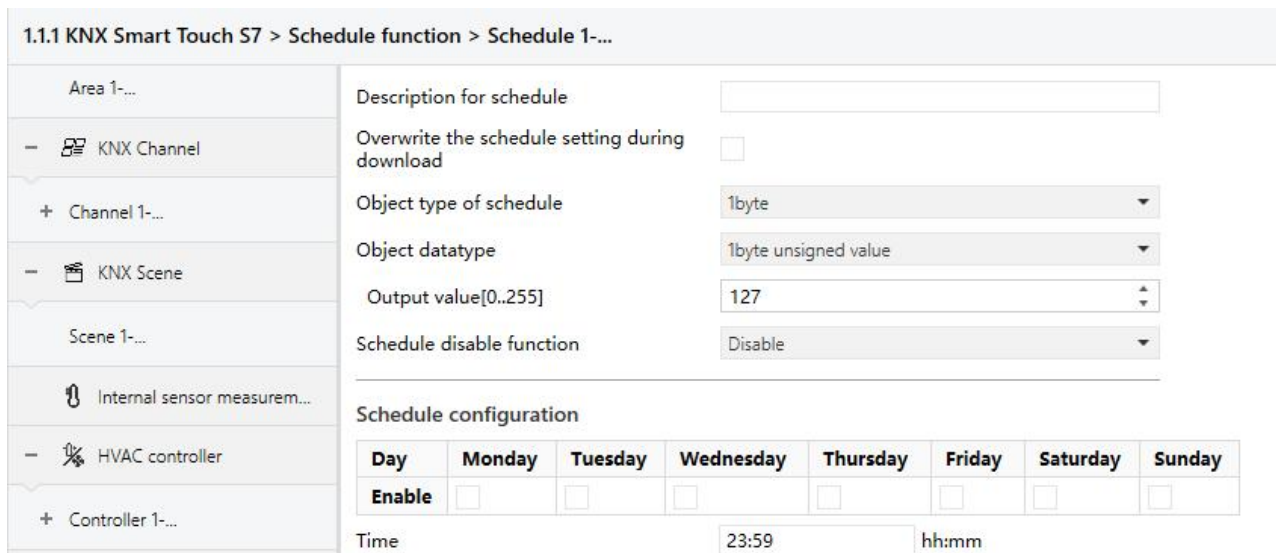 1.1.1 KNX Smart Touch S7 > Schedule function > Schedule 1-...
Area 1-...
KNX Channel
Channel 1-...
KNX Scene
Scene 1-...
Internal sensor measurem...
HVAC controller
Controller 1-...
Description for schedule
Overwrite the schedule setting during
download
Object type of schedule 1byte
Object datatype 1byte unsigned value
Output value[0..255] 127
Schedule disable function Disable
Schedule configuration
Day Monday Tuesday Wednesday Thursday Friday Saturday Sunday
Enable
Time 23:59 hh:mm